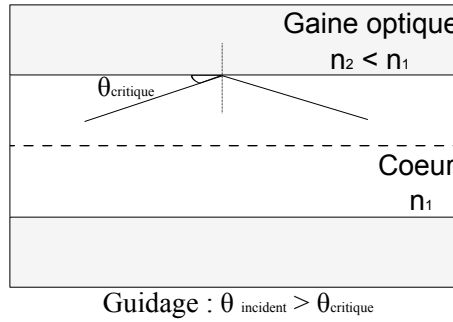 Gaine optique
n2 < n1
θcritique
Coeur
n1
Guidage : θ incident > θcritique